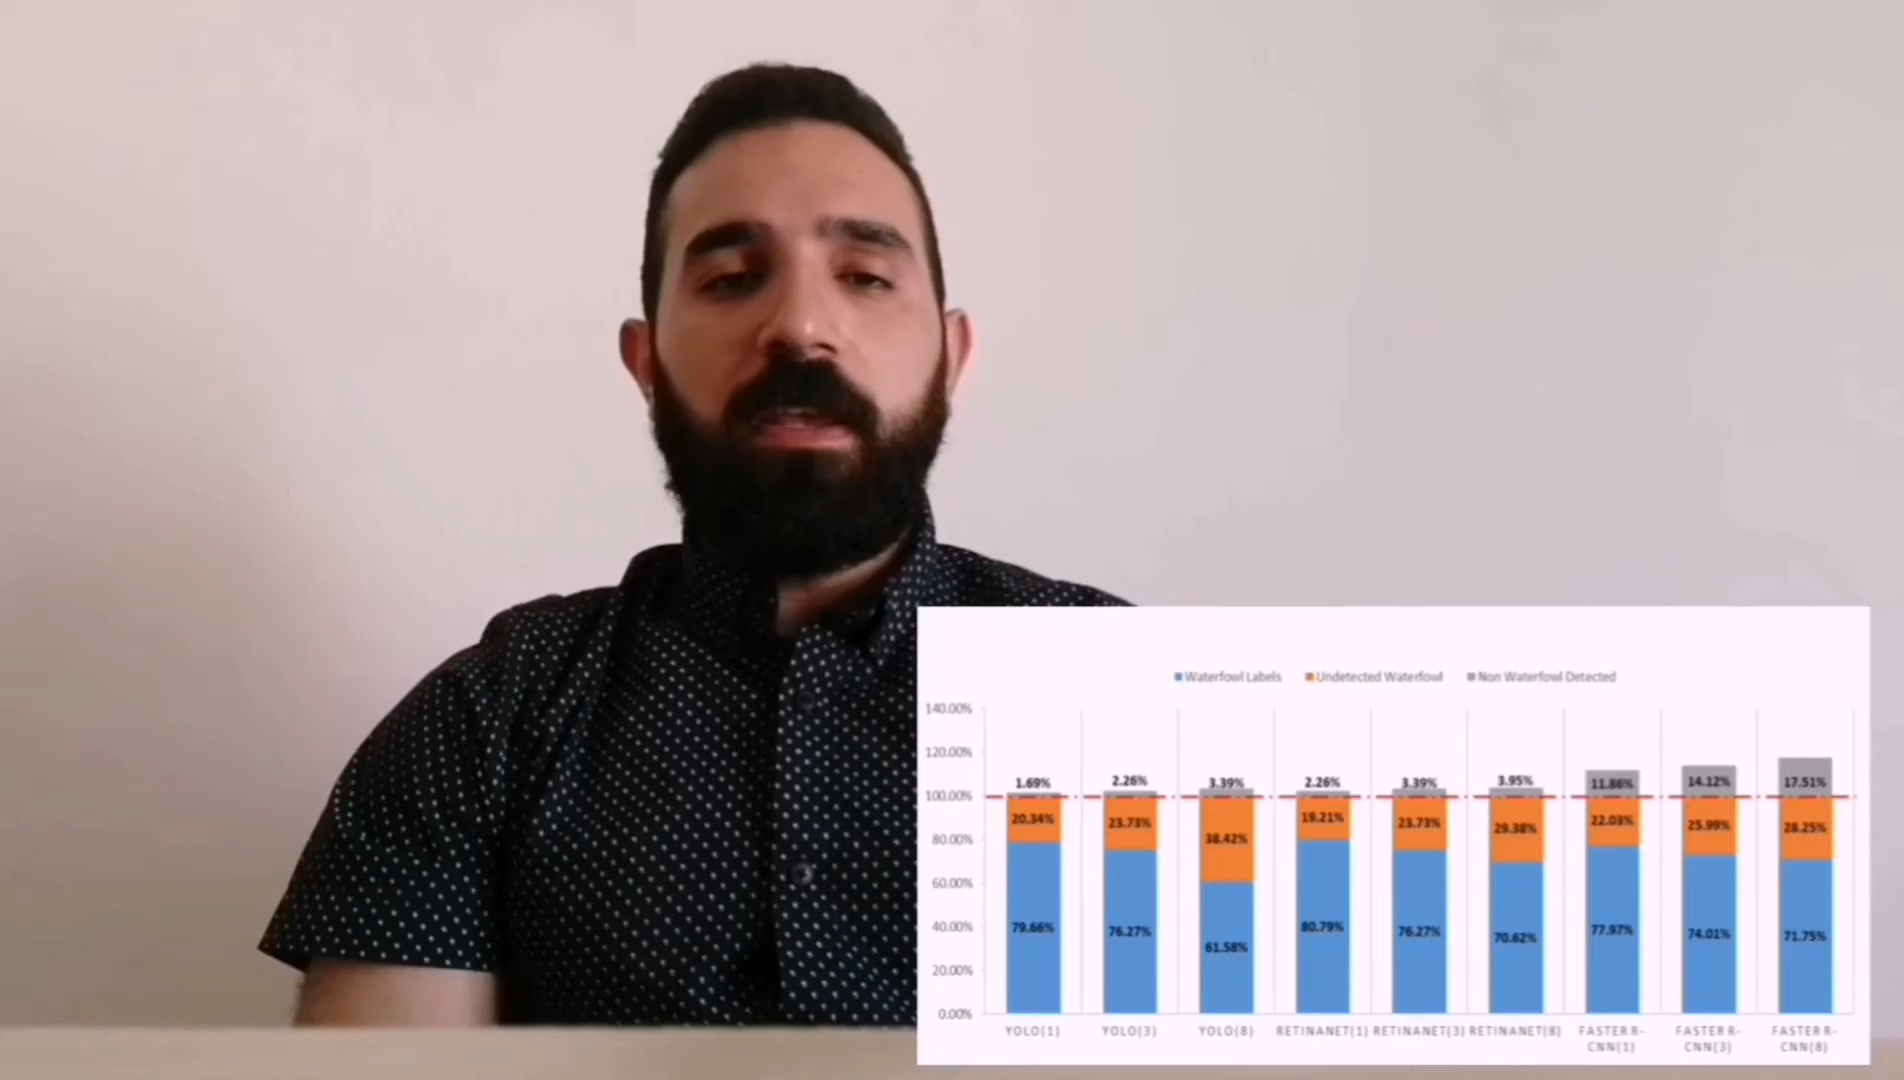 Waterfowl Labels Undetected Waterfowl Non Waterfowl Detected
140.00%
120.00%
100.00%
80.00%
60.00%
40.00%
20.00%
0.00%
1.69% 2.26% 3.39% 2.26% 3.39% 3.95% 11.86% 14.12% 17.51%
20.34% 23.73% 38.42% 19.21% 23.73% 29.38% 22.03% 25.99% 28.25%
79.66% 76.27% 61.58% 80.79% 76.27% 70.62% 77.97% 74.01% 71.75%
YOLO(1) YOLO(3) YOLO(8) RETINANET(1) RETINANET(3) RETINANET(8) FASTER R- FASTER R- FASTER R-
CNN(1) CNN(3) CNN(8)